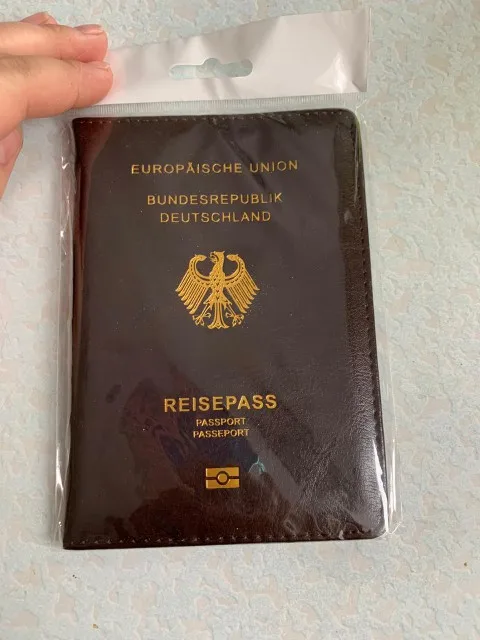 EUROPÄISCHE UNION
BUNDESREPUBLIK
DEUTSCHLAND
REISEPASS
PASSPORT
PASSEPORT